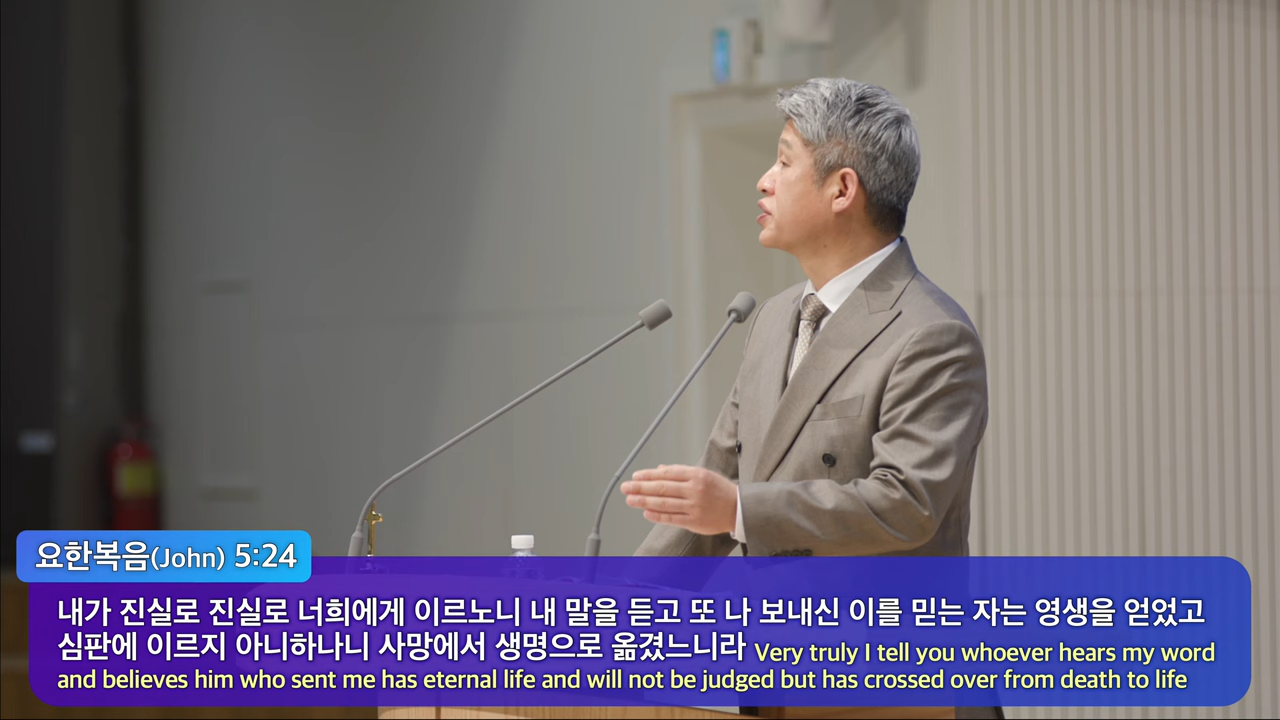 요한복음(John) 5:24
내가 진실로 진실로 너희에게 이르노니 내 말을 듣고 또 나 보내신 이를 믿는 자는 영생을 얻었고
심판에 이르지 아니하나니 사망에서 생명으로 옮겼느니라 Very truly I tell you whoever hears my word
and believes him who sent me has eternal life and will not be judged but has crossed over from death to life